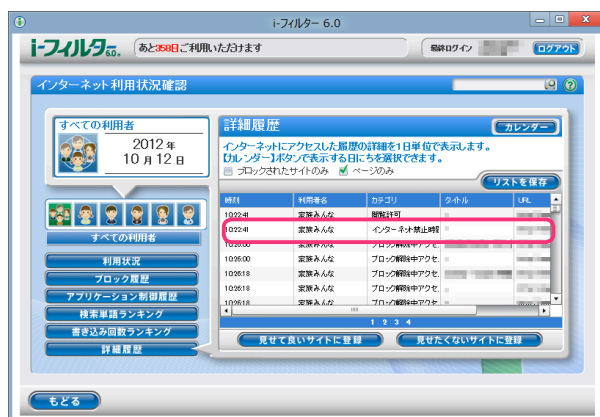 i-フィルター 6.0
i-フィルター 6.0.
あと358日ご利用いただけます
最終ログイン
ログアウト
インターネット利用状況確認
すべての利用者
2012 年
10 月 12 日
すべての利用者
利用状況
ブロック履歴
アプリケーション制御履歴
検索単語ランキング
書き込み回数ランキング
詳細履歴
詳細履歴
カレンダー
インターネットにアクセスした履歴の詳細を1日単位で表示します。
【カレンダー】ボタンで表示する日にちを選択できます。
ブロックされたサイトのみ ページのみ
リストを保存
時刻 利用者名 カテゴリ タイトル URL
10:22:41 家族みんな 閲覧許可
10:22:41 家族みんな インターネット禁止時間
10:26:00 家族みんな ブロック解除中アクセ.
10:26:00 家族みんな ブロック解除中アクセ.
10:26:18 家族みんな ブロック解除中アクセ.
10:26:18 家族みんな ブロック解除中アクセ.
10:26:18 家族みんな ブロック解除中アクセ.
1 2 3 4
見せて良いサイトに登録
見せたくないサイトに登録
もどる